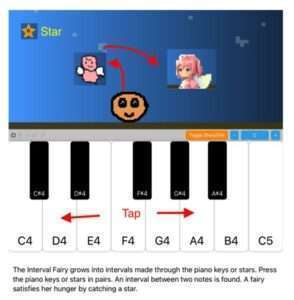 Star
C#4 D#4 F#4 G#4 A#4
Tap
C4 D4 E4 F4 G4 A4 B4 C5
The Interval Fairy grows into intervals made through the piano keys or stars. Press
the piano keys or stars in pairs. An interval between two notes is found. A fairy
satisfies her hunger by catching a star.